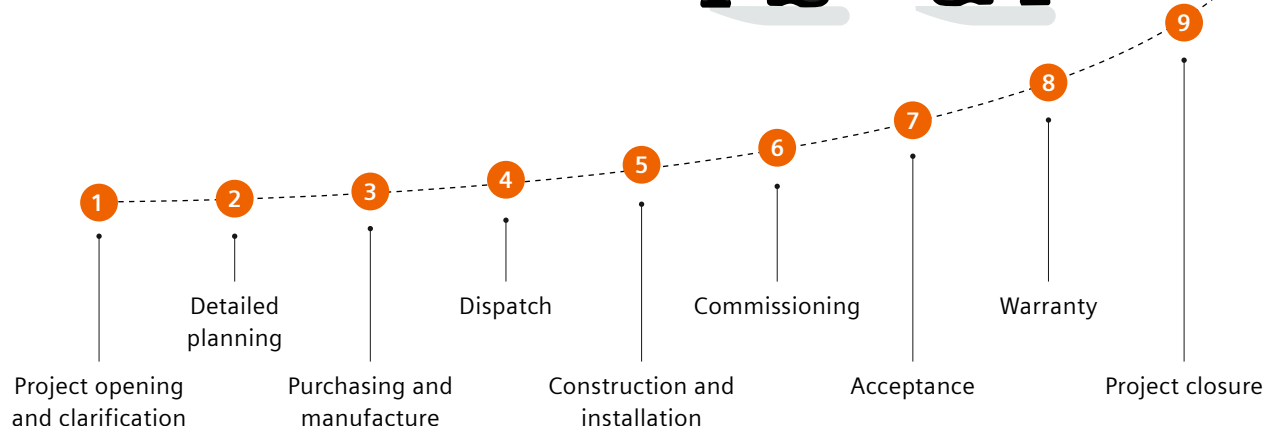 9
8
7
6
5
4
3
2
1
Detailed
planning
Dispatch
Commissioning
Warranty
Project opening
and clarification
Purchasing and
manufacture
Construction and
installation
Acceptance
Project closure